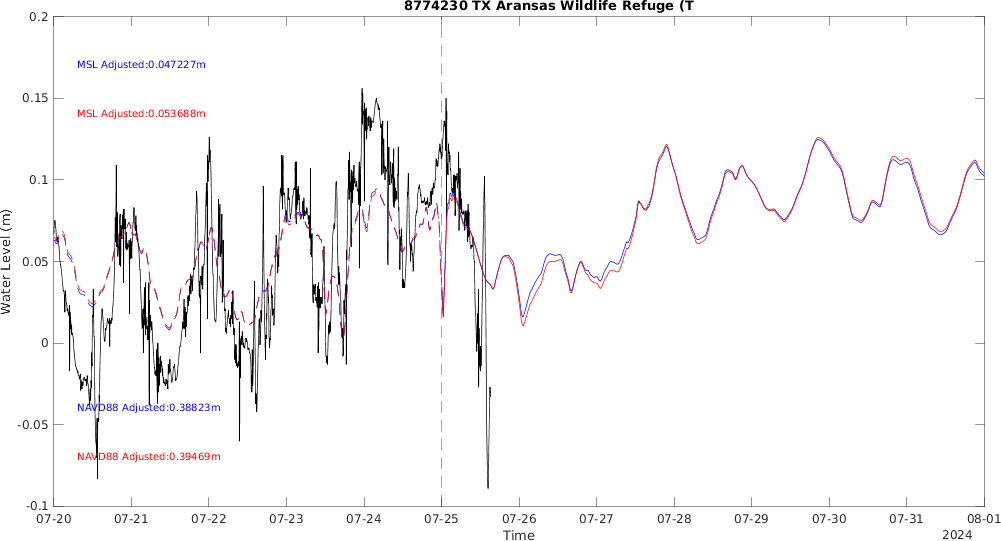 8774230 TX Aransas Wildlife Refuge (T
0.2
0.15
0.1
0.05
0
-0.05
-0.1
Water Level (m)
MSL Adjusted:0.047227m
MSL Adjusted:0.053688m
NAVD88 Adjusted:0.38823m
NAVD88 Adjusted:0.39469m
07-20 07-21 07-22 07-23 07-24 07-25 07-26 07-27 07-28 07-29 07-30 07-31 08-01
Time
2024